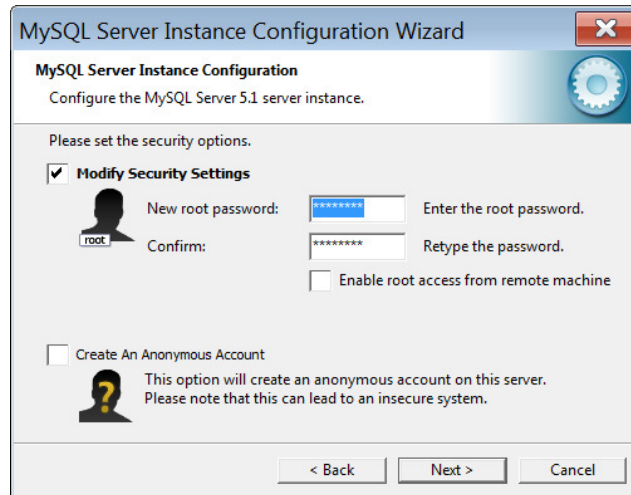 MySQL Server Instance Configuration Wizard
MySQL Server Instance Configuration
Configure the MySQL Server 5.1 server instance.
Please set the security options.
Modify Security Settings
root
New root password: ******** Enter the root password.
Confirm: ******** Retype the password.
Enable root access from remote machine
Create An Anonymous Account
This option will create an anonymous account on this server.
Please note that this can lead to an insecure system.
< Back Next > Cancel